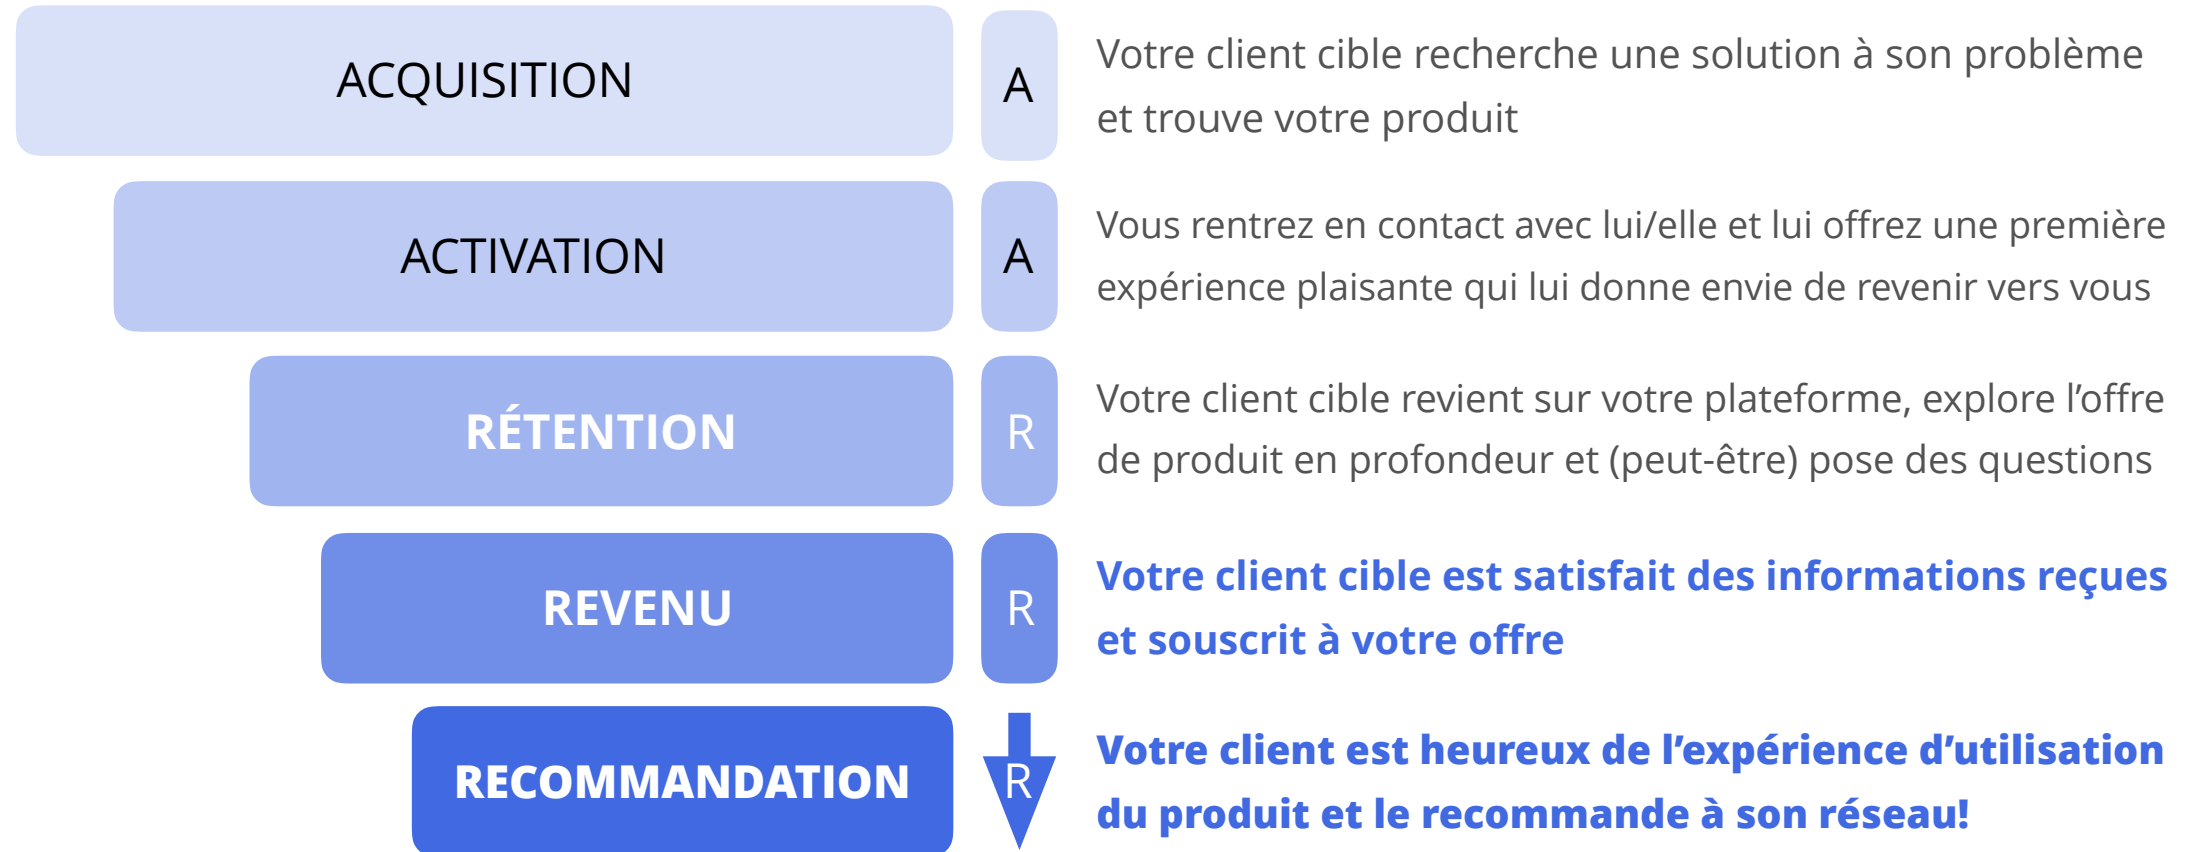 ACQUISITION
A
Votre client cible recherche une solution à son problème
et trouve votre produit
ACTIVATION
A
Vous rentrez en contact avec lui/elle et lui offrez une première
expérience plaisante qui lui donne envie de revenir vers vous
RÉTENTION
R
Votre client cible revient sur votre plateforme, explore l’offre
de produit en profondeur et (peut-être) pose des questions
REVENU
R
Votre client cible est satisfait des informations reçues
et souscrit à votre offre
RECOMMANDATION
R
Votre client est heureux de l’expérience d’utilisation
du produit et le recommande à son réseau!